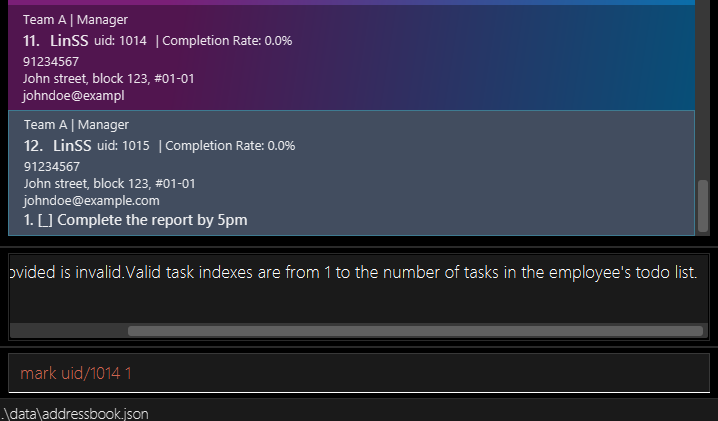 Team A | Manager
11. LinSS uid: 1014 | Completion Rate: 0.0%
91234567
John street, block 123, #01-01
johndoe@exampl
Team A | Manager
12. LinSS uid: 1015 | Completion Rate: 0.0%
91234567
John street, block 123, #01-01
johndoe@example.com
1. [_] Complete the report by 5pm
ovided is invalid.Valid task indexes are from 1 to the number of tasks in the employee's todo list.
mark uid/1014 1
.\data\addressbook.json